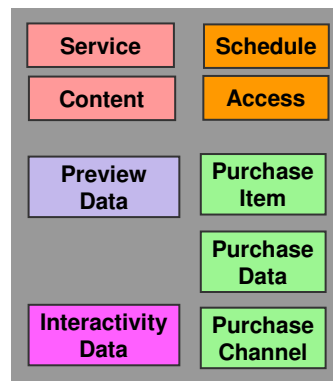 Service
Schedule
Content
Access
Preview
Data
Purchase
Item
Purchase
Data
Interactivity
Data
Purchase
Channel